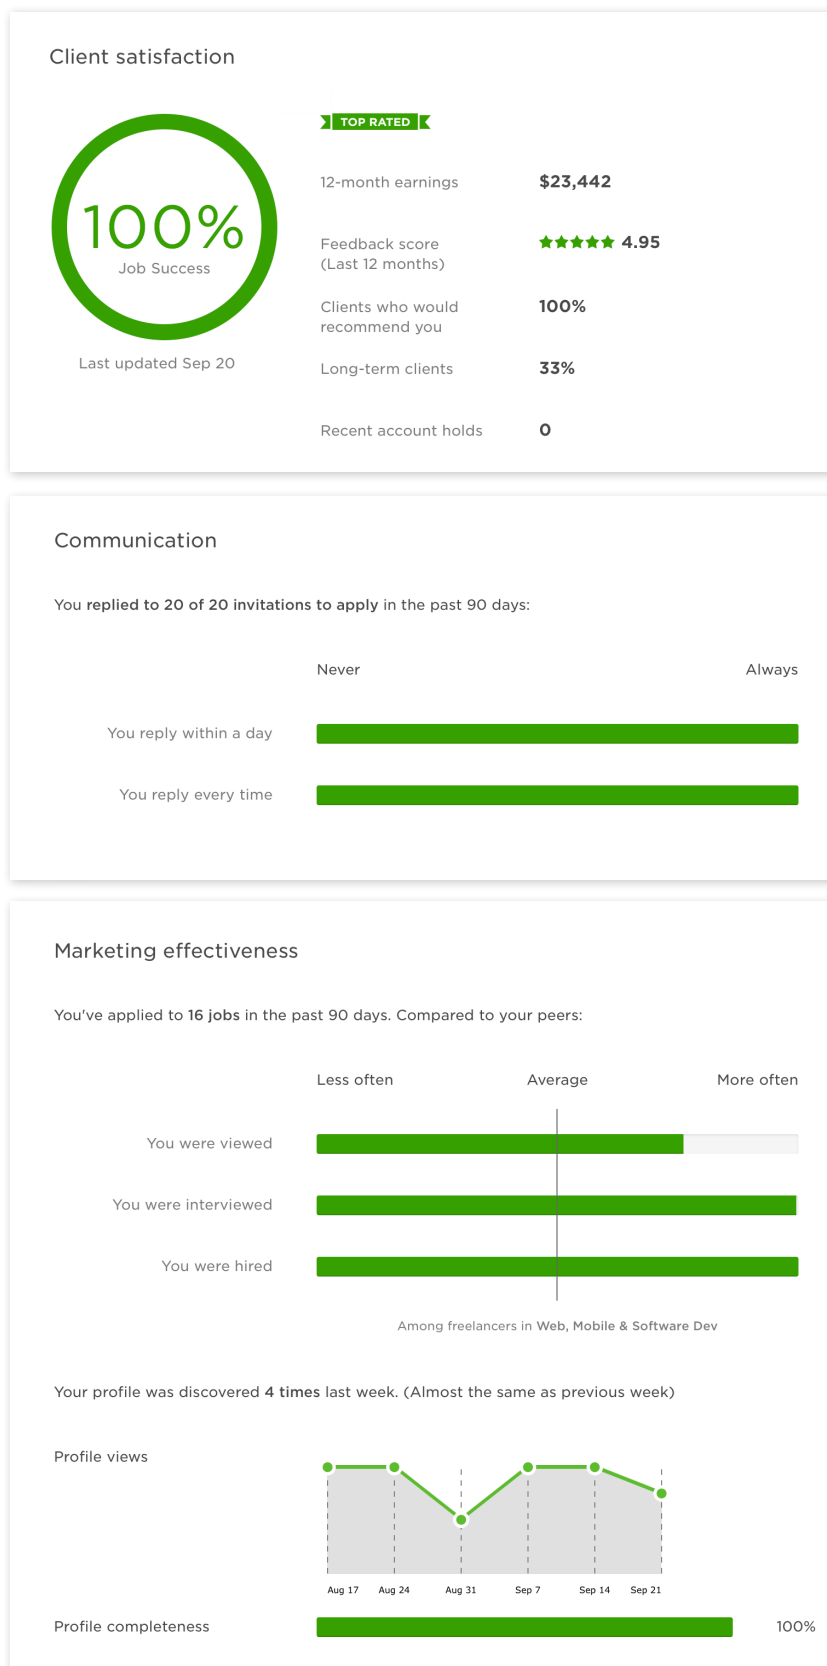 Client satisfaction
TOP RATED
100%
Job Success
Last updated Sep 20
12-month earnings $23,442
Feedback score 4.95
(Last 12 months)
Clients who would 100%
recommend you
Long-term clients 33%
Recent account holds 0
Communication
You replied to 20 of 20 invitations to apply in the past 90 days:
Never Always
You reply within a day
You reply every time
Marketing effectiveness
You've applied to 16 jobs in the past 90 days. Compared to your peers:
Less often Average More often
You were viewed
You were interviewed
You were hired
Among freelancers in Web, Mobile & Software Dev
Your profile was discovered 4 times last week. (Almost the same as previous week)
Profile views
Aug 17 Aug 24 Aug 31 Sep 7 Sep 14 Sep 21
Profile completeness 100%